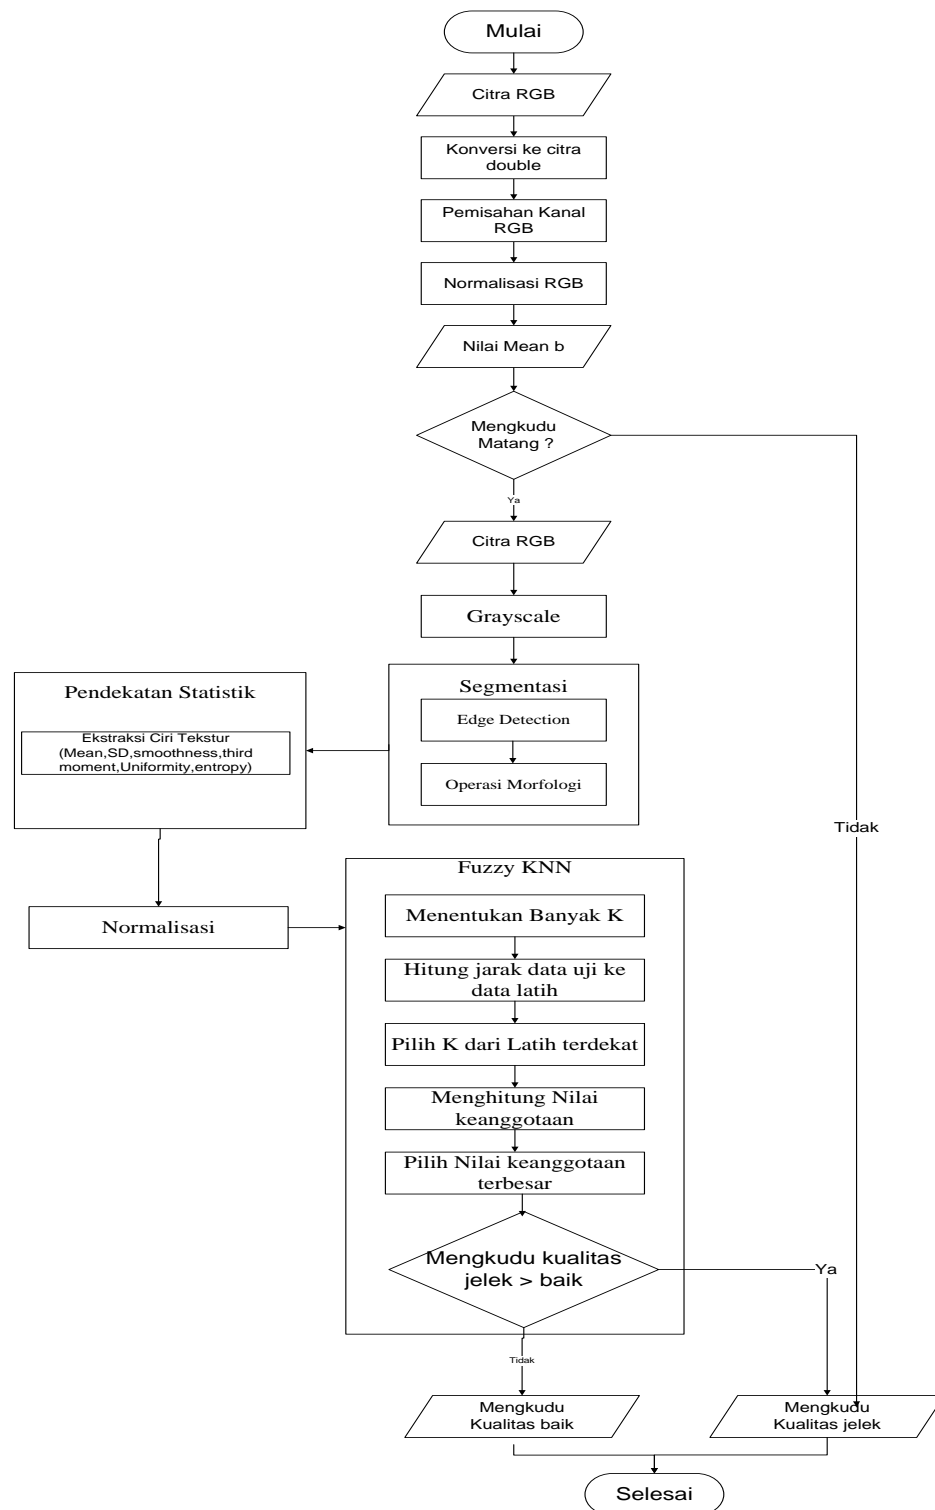 Mulai
Citra RGB
Konversi ke citra
double
Pemisahan Kanal
RGB
Normalisasi RGB
Nilai Mean b
Mengkudu
Matang ?
Ya
Citra RGB
Grayscale
Segmentasi
Edge Detection
Operasi Morfologi
Pendekatan Statistik
Ekstraksi Ciri Tekstur
(Mean,SD,smoothness,third
moment,Uniformity,entropy)
Tidak
Normalisasi
Fuzzy KNN
Menentukan Banyak K
Hitung jarak data uji ke
data latih
Pilih K dari Latih terdekat
Menghitung Nilai
keanggotaan
Pilih Nilai keanggotaan
terbesar
Mengkudu kualitas
jelek > baik
Ya
Tidak
Mengkudu
Kualitas baik
Mengkudu
Kualitas jelek
Selesai